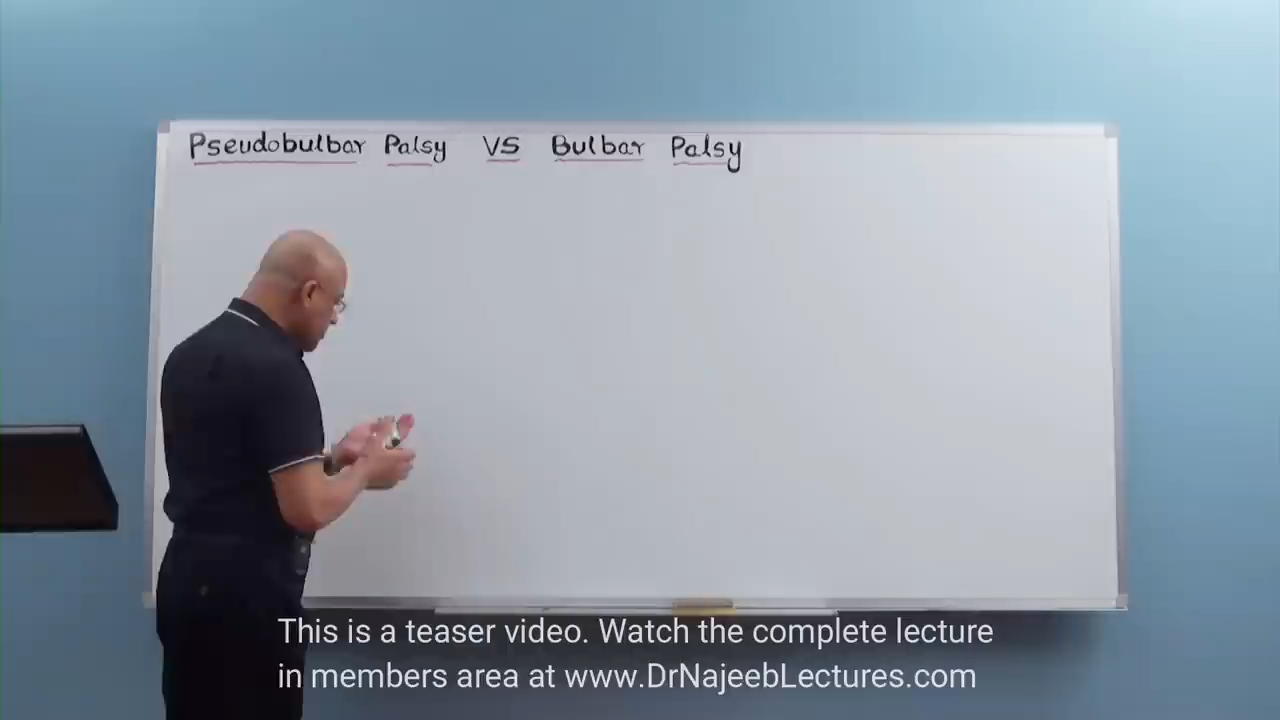 Pseudobulbar Palsy VS Bulbar Palsy
This is a teaser video. Watch the complete lecture
in members area at www.DrNajeebLectures.com